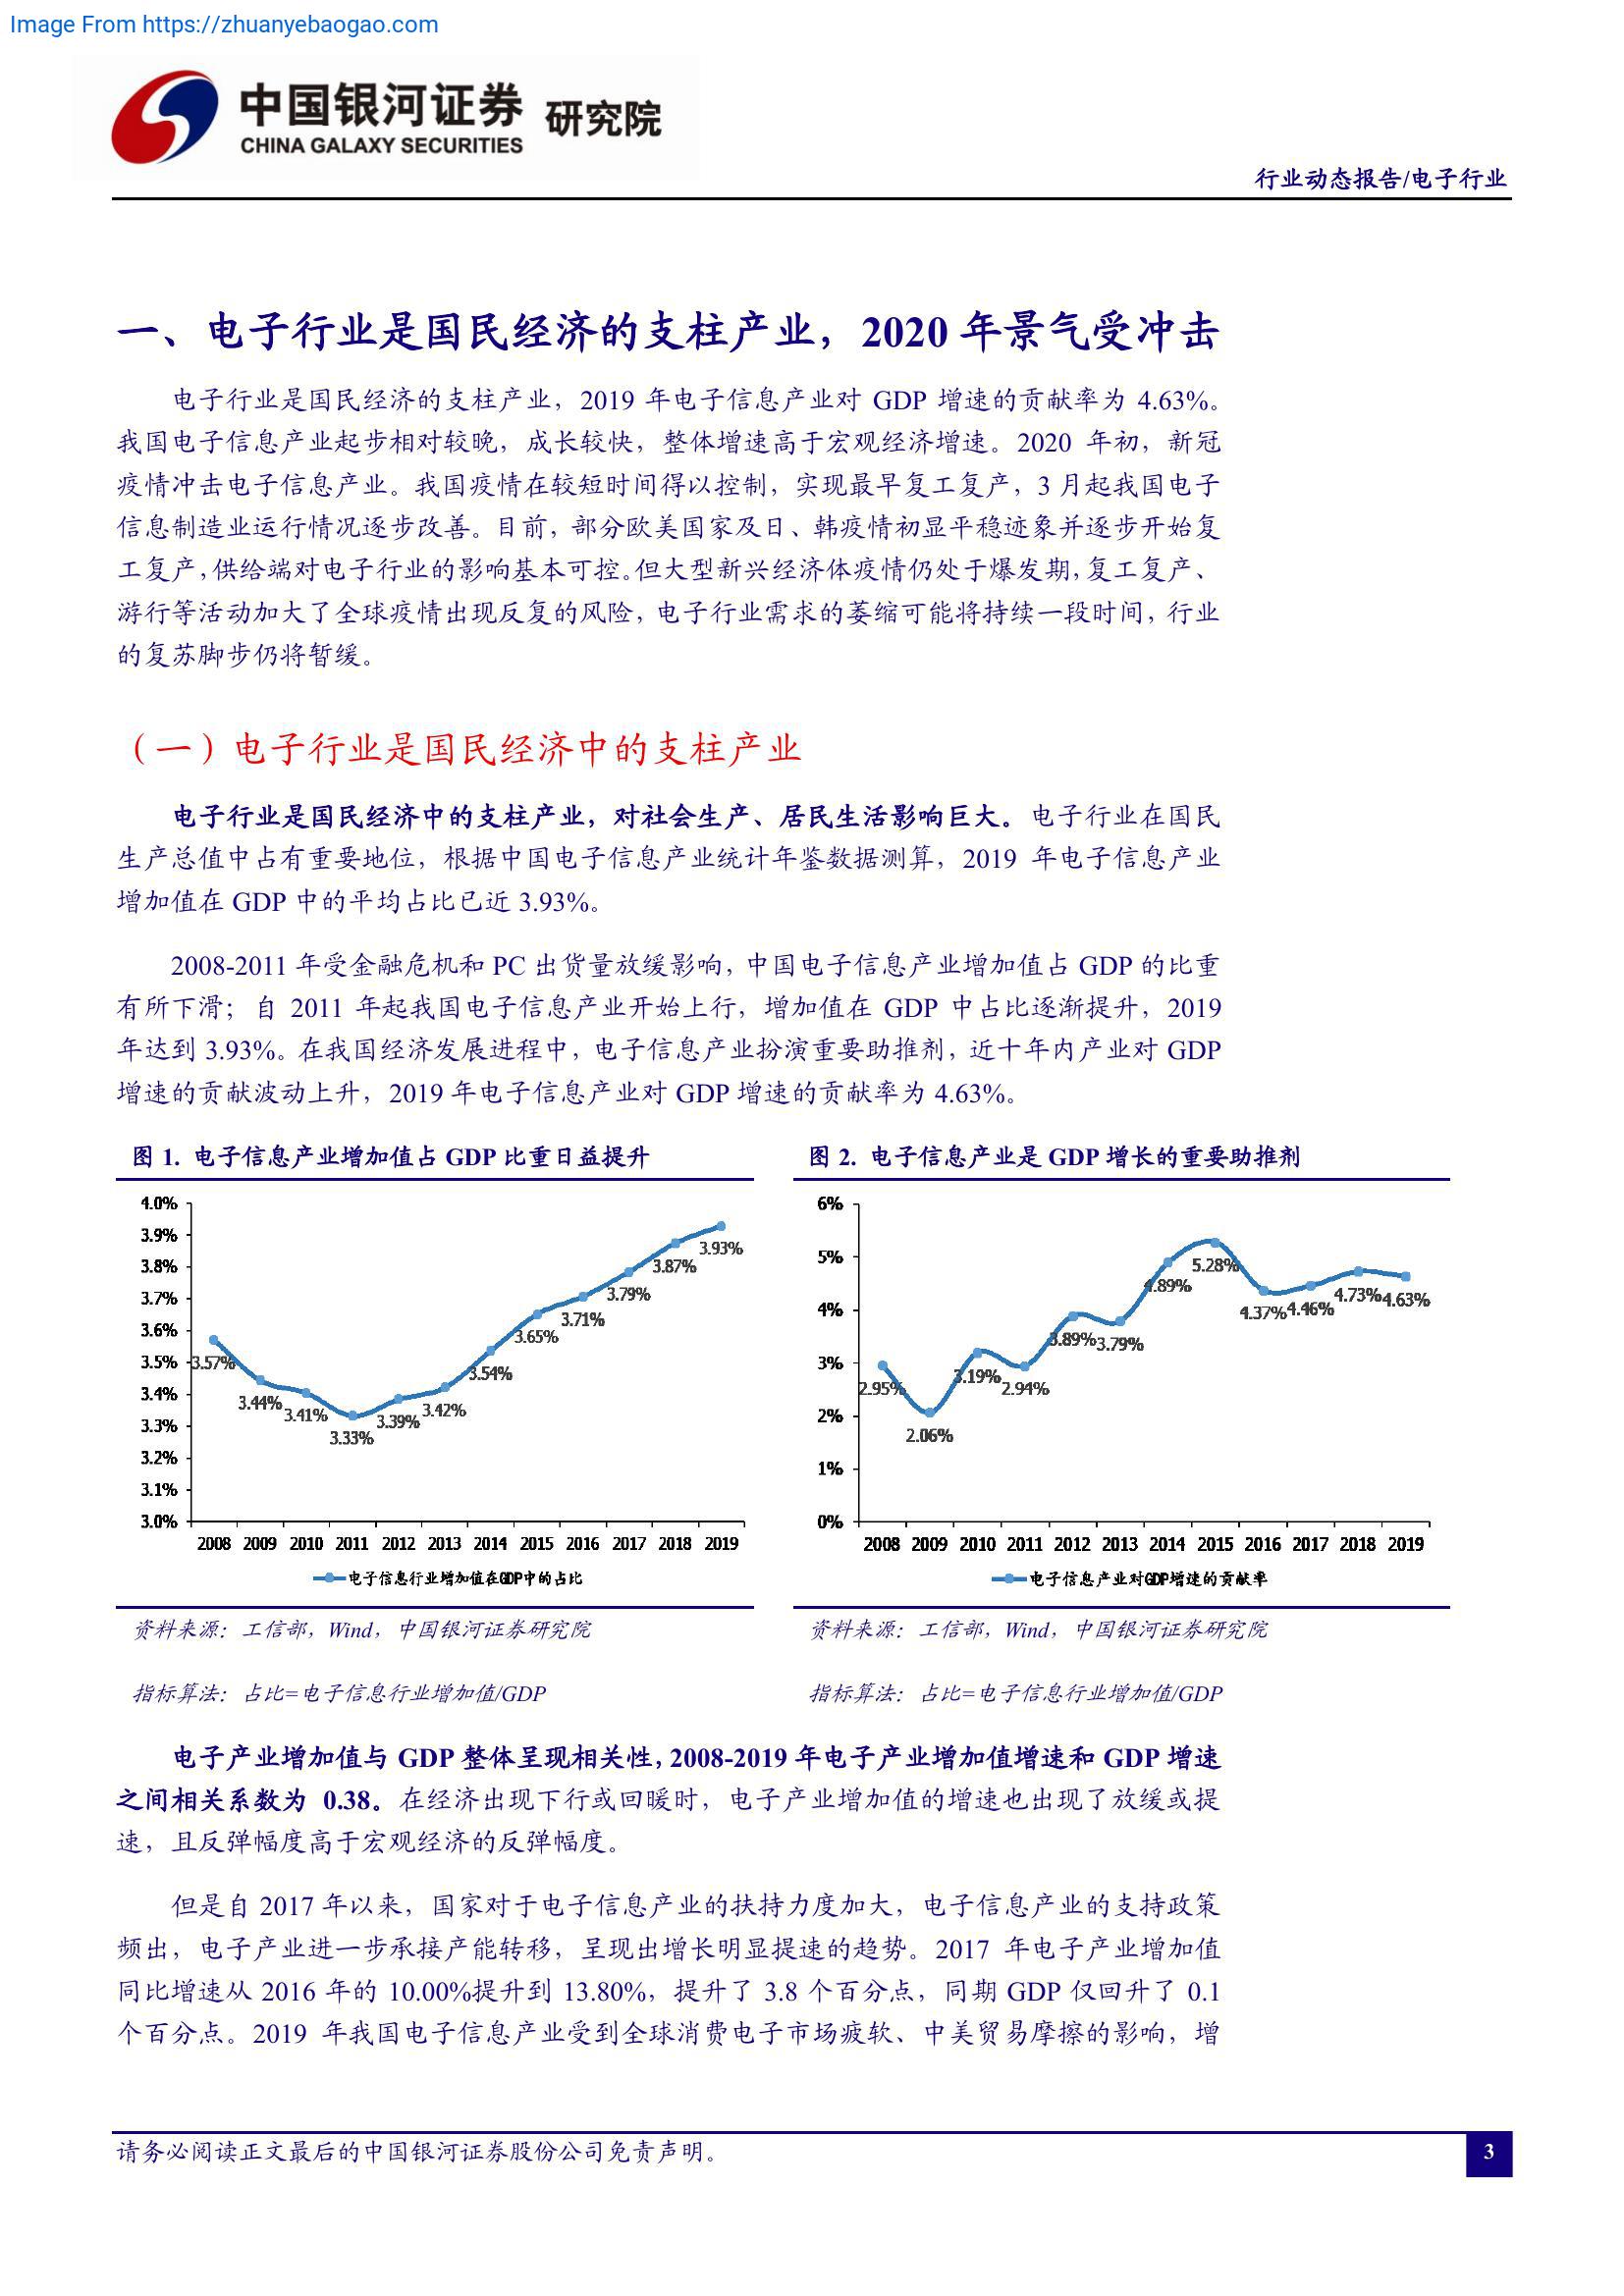 Image From https://zhuanyebaogao.com
中国银河证券 研究院
CHINA GALAXY SECURITIES
行业动态报告/电子行业
一、电子行业是国民经济的支柱产业，2020 年景气受冲击
电子行业是国民经济的支柱产业，2019 年电子信息产业对 GDP 增速的贡献率为 4.63%。
我国电子信息产业起步相对较晚，成长较快，整体增速高于宏观经济增速。2020 年初，新冠
疫情冲击电子信息产业。我国疫情在较短时间得以控制，实现最早复工复产，3 月起我国电子
信息制造业运行情况逐步改善。目前，部分欧美国家及日、韩疫情初显平稳迹象并逐步开始复
工复产，供给端对电子行业的影响基本可控。但大型新兴经济体疫情仍处于爆发期，复工复产、
游行等活动加大了全球疫情出现反复的风险，电子行业需求的萎缩可能将持续一段时间，行业
的复苏脚步仍将暂缓。
（一）电子行业是国民经济中的支柱产业
电子行业是国民经济中的支柱产业，对社会生产、居民生活影响巨大。电子行业在国民
生产总值中占有重要地位，根据中国电子信息产业统计年鉴数据测算，2019 年电子信息产业
增加值在 GDP 中的平均占比已近 3.93%。
2008-2011 年受金融危机和 PC 出货量放缓影响，中国电子信息产业增加值占 GDP 的比重
有所下滑；自 2011 年起我国电子信息产业开始上行，增加值在 GDP 中占比逐渐提升，2019
年达到 3.93%。在我国经济发展进程中，电子信息产业扮演重要助推剂，近十年内产业对 GDP
增速的贡献波动上升，2019 年电子信息产业对 GDP 增速的贡献率为 4.63%。
图 1. 电子信息产业增加值占 GDP 比重日益提升
4.0%
3.9%
3.8%
3.7%
3.6%
3.5%
3.4%
3.3%
3.2%
3.1%
3.0%
3.57%
3.44%
3.41%
3.33%
3.39%
3.42%
3.54%
3.65%
3.71%
3.79%
3.87%
3.93%
2008 2009 2010 2011 2012 2013 2014 2015 2016 2017 2018 2019
电子信息行业增加值在GDP中的占比
资料来源：工信部，Wind，中国银河证券研究院
指标算法：占比=电子信息行业增加值/GDP
图 2. 电子信息产业是 GDP 增长的重要助推剂
6%
5%
4%
3%
2%
1%
0%
2.95%
2.06%
3.19%
2.94%
3.89%
3.79%
4.89%
5.28%
4.37%
4.46%
4.73%
4.63%
2008 2009 2010 2011 2012 2013 2014 2015 2016 2017 2018 2019
电子信息产业对GDP增速的贡献率
资料来源：工信部，Wind，中国银河证券研究院
指标算法：占比=电子信息行业增加值/GDP
电子产业增加值与 GDP 整体呈现相关性，2008-2019 年电子产业增加值增速和 GDP 增速
之间相关系数为 0.38。在经济出现下行或回暖时，电子产业增加值的增速也出现了放缓或提
速，且反弹幅度高于宏观经济的反弹幅度。
但是自 2017 年以来，国家对于电子信息产业的扶持力度加大，电子信息产业的支持政策
频出，电子产业进一步承接产能转移，呈现出增长明显提速的趋势。2017 年电子产业增加值
同比增速从 2016 年的 10.00%提升到 13.80%，提升了 3.8 个百分点，同期 GDP 仅回升了 0.1
个百分点。2019 年我国电子信息产业受到全球消费电子市场疲软、中美贸易摩擦的影响，增
请务必阅读正文最后的中国银河证券股份公司免责声明。
3